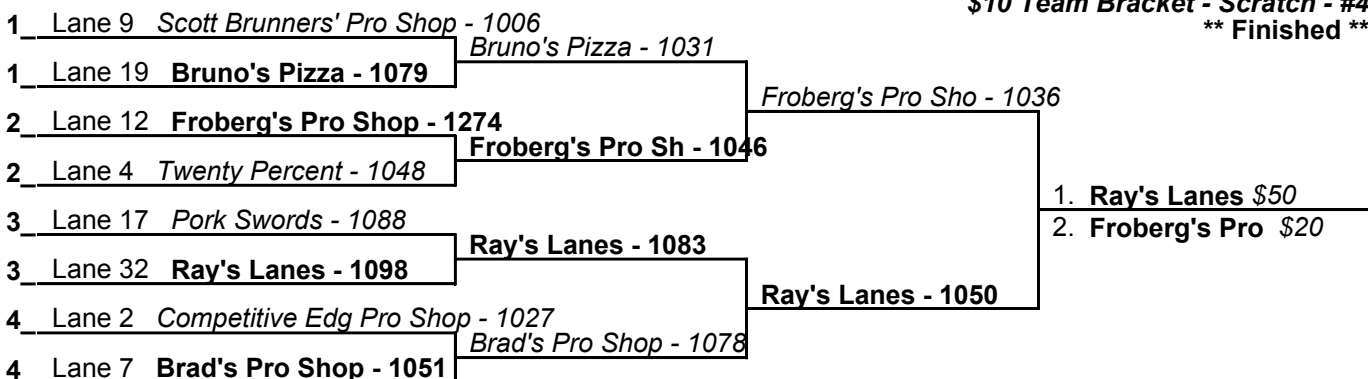 $10 Team Bracket - Scratch - #4
** Finished **
1_ Lane 9 Scott Brunners' Pro Shop - 1006
1_ Lane 19 Bruno's Pizza - 1079
2_ Lane 12 Froberg's Pro Shop - 1274
2_ Lane 4 Twenty Percent - 1048
3_ Lane 17 Pork Swords - 1088
3_ Lane 32 Ray's Lanes - 1098
4_ Lane 2 Competitive Edg Pro Shop - 1027
4 Lane 7 Brad's Pro Shop - 1051
Bruno's Pizza - 1031
Froberg's Pro Sh - 1046
Ray's Lanes - 1083
Brad's Pro Shop - 1078
Froberg's Pro Sho - 1036
Ray's Lanes - 1050
1. Ray's Lanes $50
2. Froberg's Pro $20